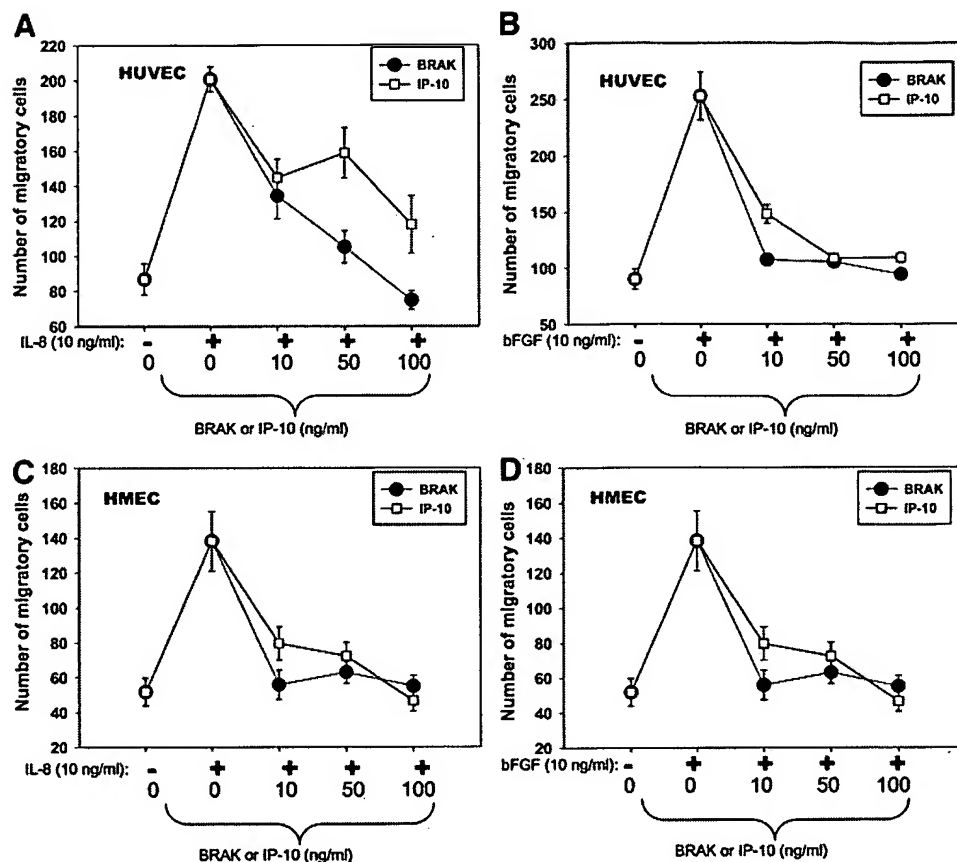 A
HUVEC
BRAK
IP-10
Number of migratory cells
220
200
180
160
140
120
100
80
60
IL-8 (10 ng/ml): - + + + +
0 0 10 50 100
BRAK or IP-10 (ng/ml)
B
HUVEC
BRAK
IP-10
Number of migratory cells
300
250
200
150
100
50
bFGF (10 ng/ml): - + + + +
0 0 10 50 100
BRAK or IP-10 (ng/ml)
C
HMEC
BRAK
IP-10
Number of migratory cells
180
160
140
120
100
80
60
40
20
IL-8 (10 ng/ml): - + + + +
0 0 10 50 100
BRAK or IP-10 (ng/ml)
D
HMEC
BRAK
IP-10
Number of migratory cells
180
160
140
120
100
80
60
40
20
bFGF (10 ng/ml): - + + + +
0 0 10 50 100
BRAK or IP-10 (ng/ml)